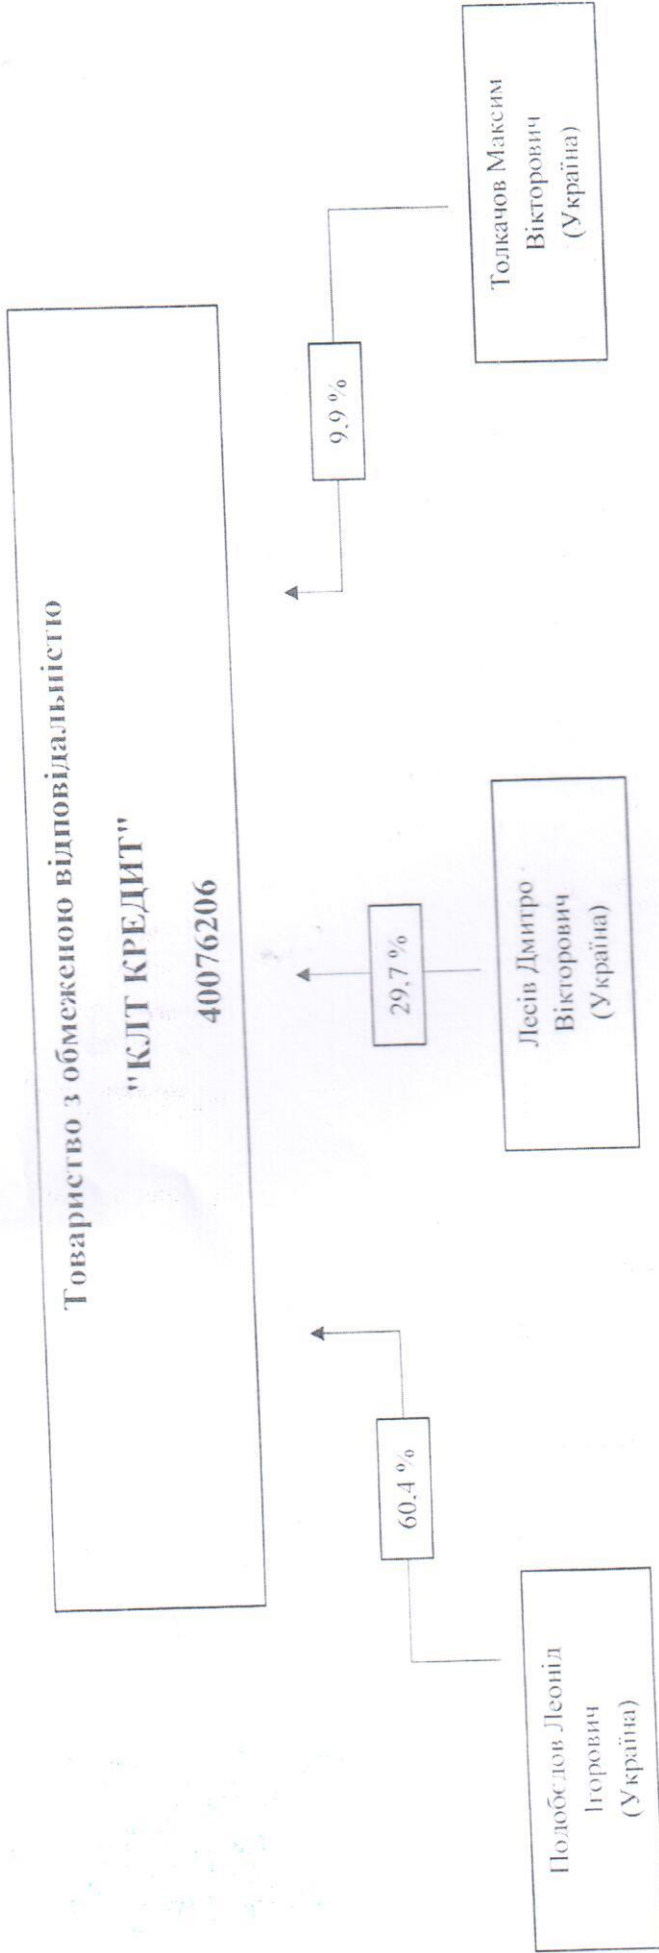 Товариство з обмеженою відповідальністю
"КЛТ КРЕДИТ"
40076206
60.4 %
29,7 %
9.9 %
Подобєдов Леонід
Ігорович
(Україна)
Лесів Дмитро
Вікторович
(Україна)
Толкачов Максим
Вікторович
(Україна)